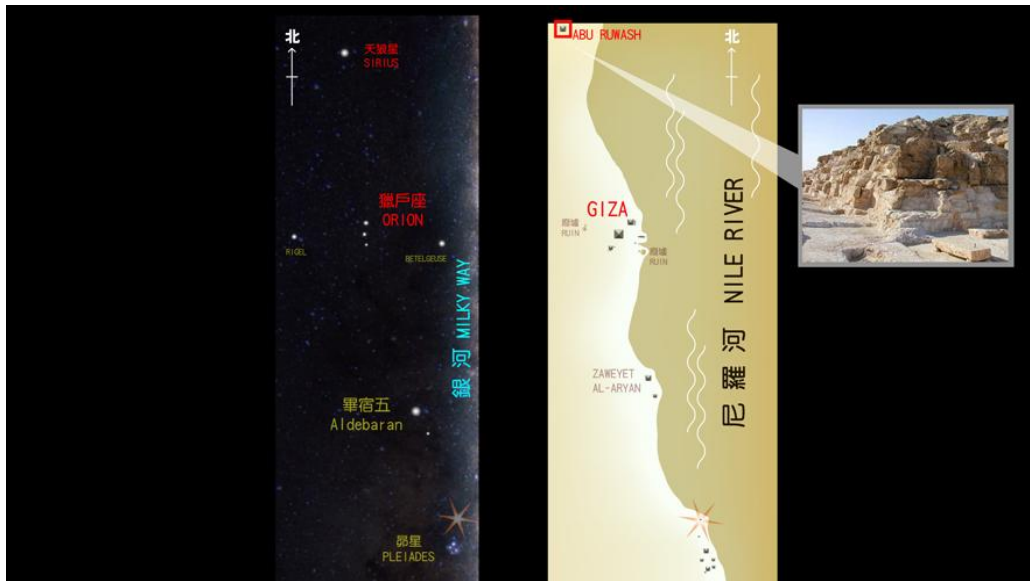 北
天狼星
SIRIUS
獵戶座
ORION
RIGEL
BETELGEUSE
銀河 MILKY WAY
畢宿五
Aldebaran
昴星
PLEIADES
北
ABU RUWASH
GIZA
廢墟
RUIN
廢墟
RUIN
尼羅河 NILE RIVER
ZAWEYET
AL-ARYAN